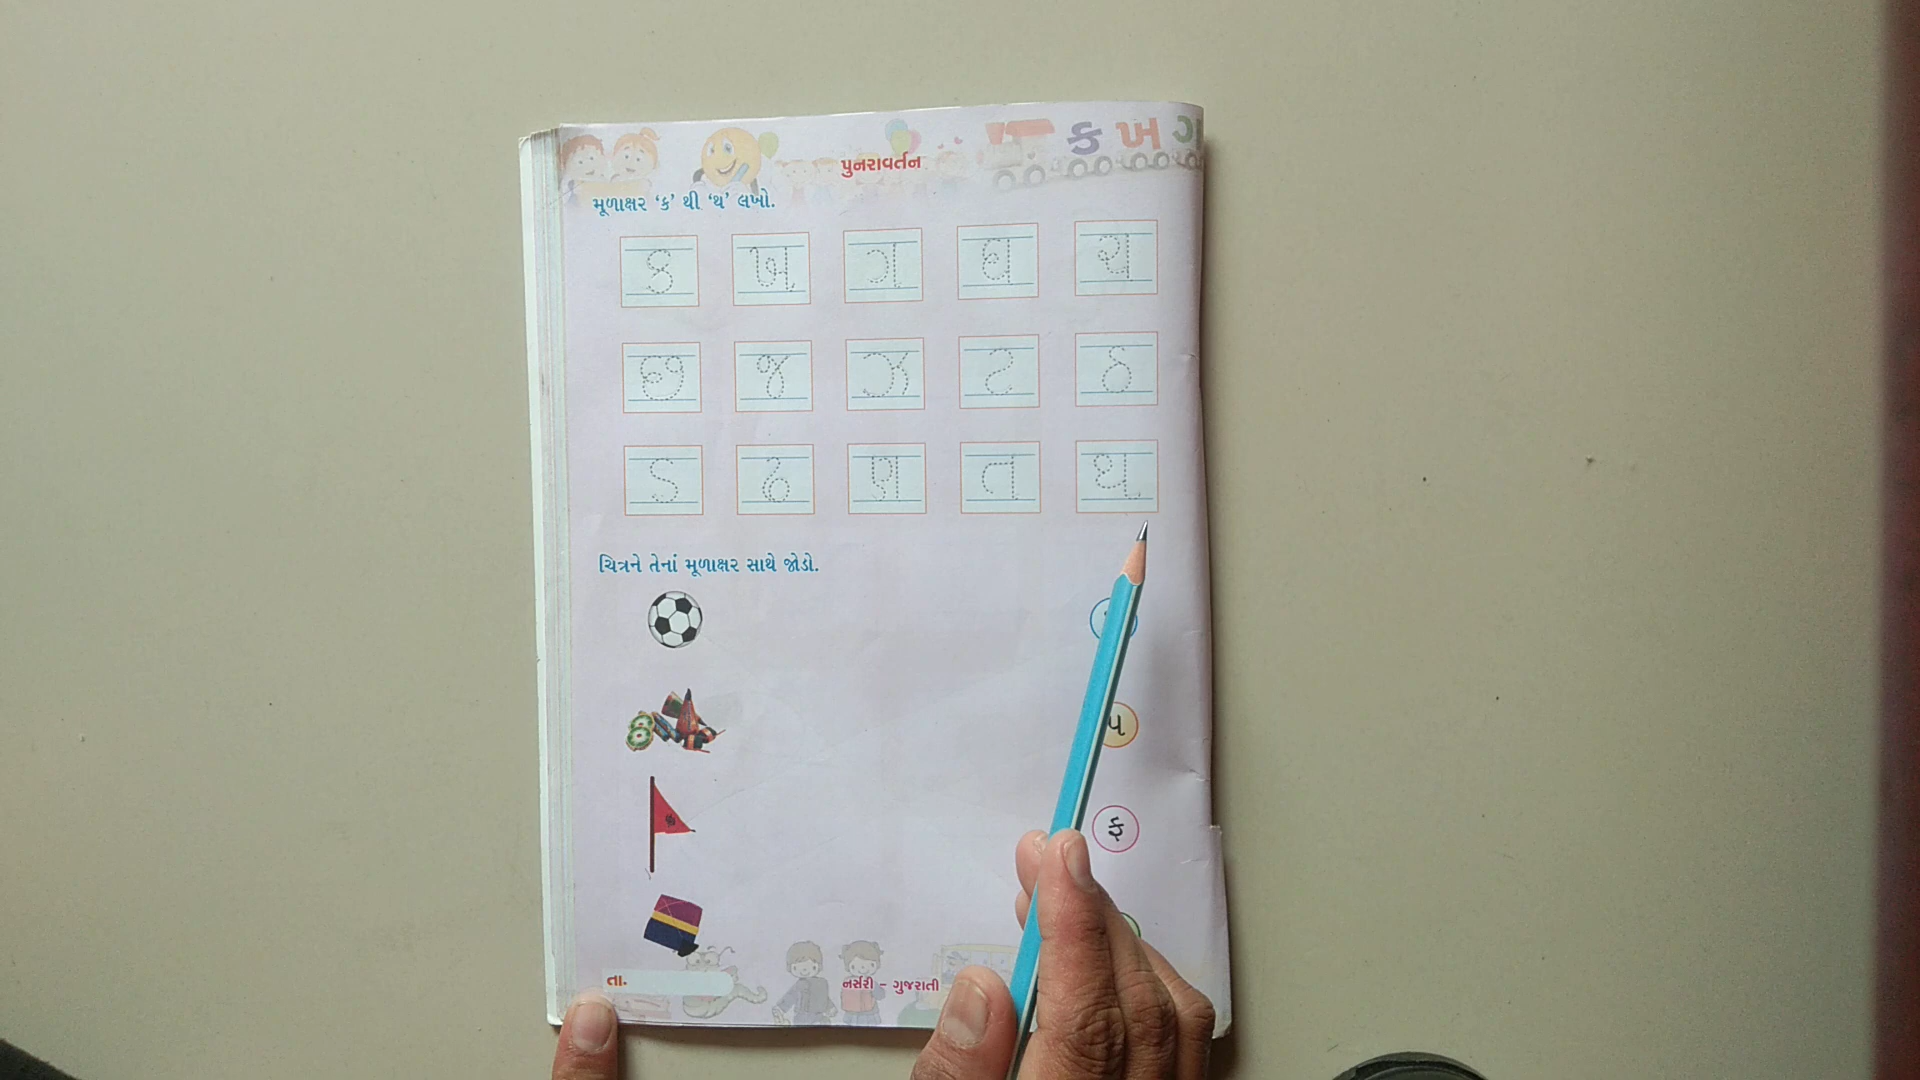 ક ખ ગ
પુનરાવર્તન
મૂળાક્ષર ‘ક’ થી ‘થ’ લખો.
ક ખ ગ ઘ ચ
છ જ ઝ ટ ઠ
ડ ઢ ણ ત થ
ચિત્રને તેનાં મૂળાક્ષર સાથે જોડો.
પ
ફ
તા.
નર્સરી - ગુજરાતી